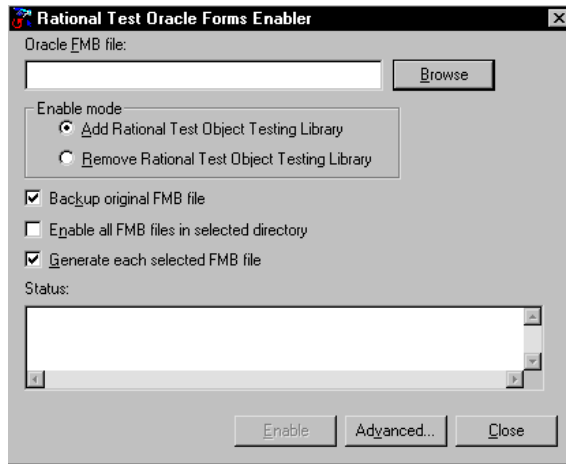 Rational Test Oracle Forms Enabler
Oracle FMB file:
Browse
Enable mode
Add Rational Test Object Testing Library
Remove Rational Test Object Testing Library
Backup original FMB file
Enable all FMB files in selected directory
Generate each selected FMB file
Status:
Enable Advanced... Close